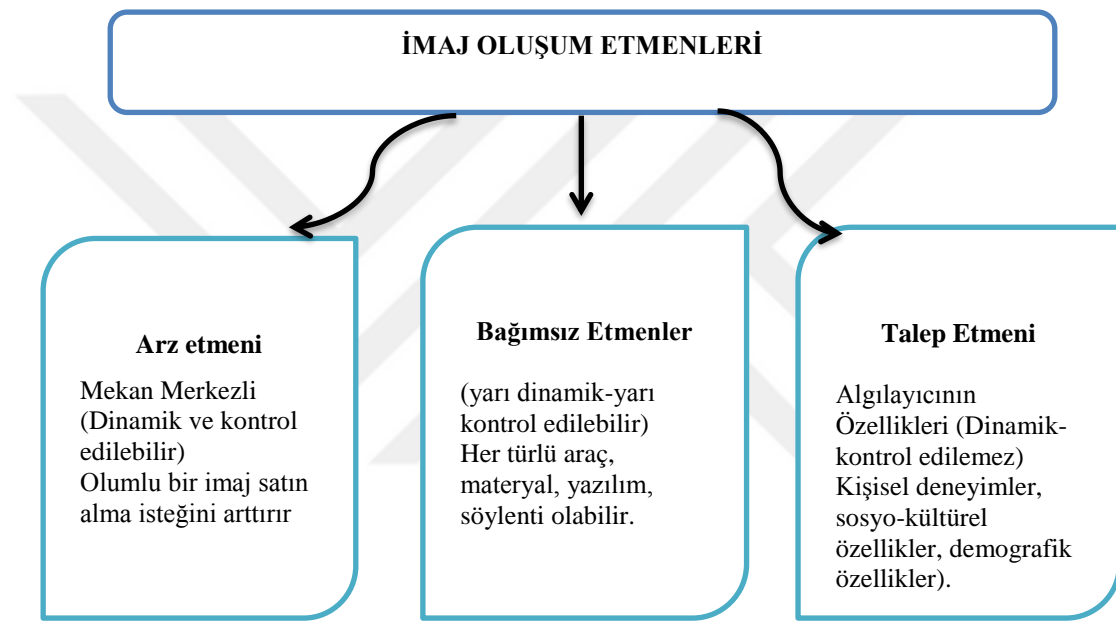 İMAJ OLUŞUM ETMENLERİ
Arz etmeni
Mekan Merkezli
(Dinamik ve kontrol
edilebilir)
Olumlu bir imaj satın
alma isteğini arttırır
Bağımsız Etmenler
(yarı dinamik-yarı
kontrol edilebilir)
Her türlü araç,
materyal, yazılım,
söylenti olabilir.
Talep Etmeni
Algılayıcının
Özellikleri (Dinamik-
kontrol edilemez)
Kişisel deneyimler,
sosyo-kültürel
özellikler, demografik
özellikler).